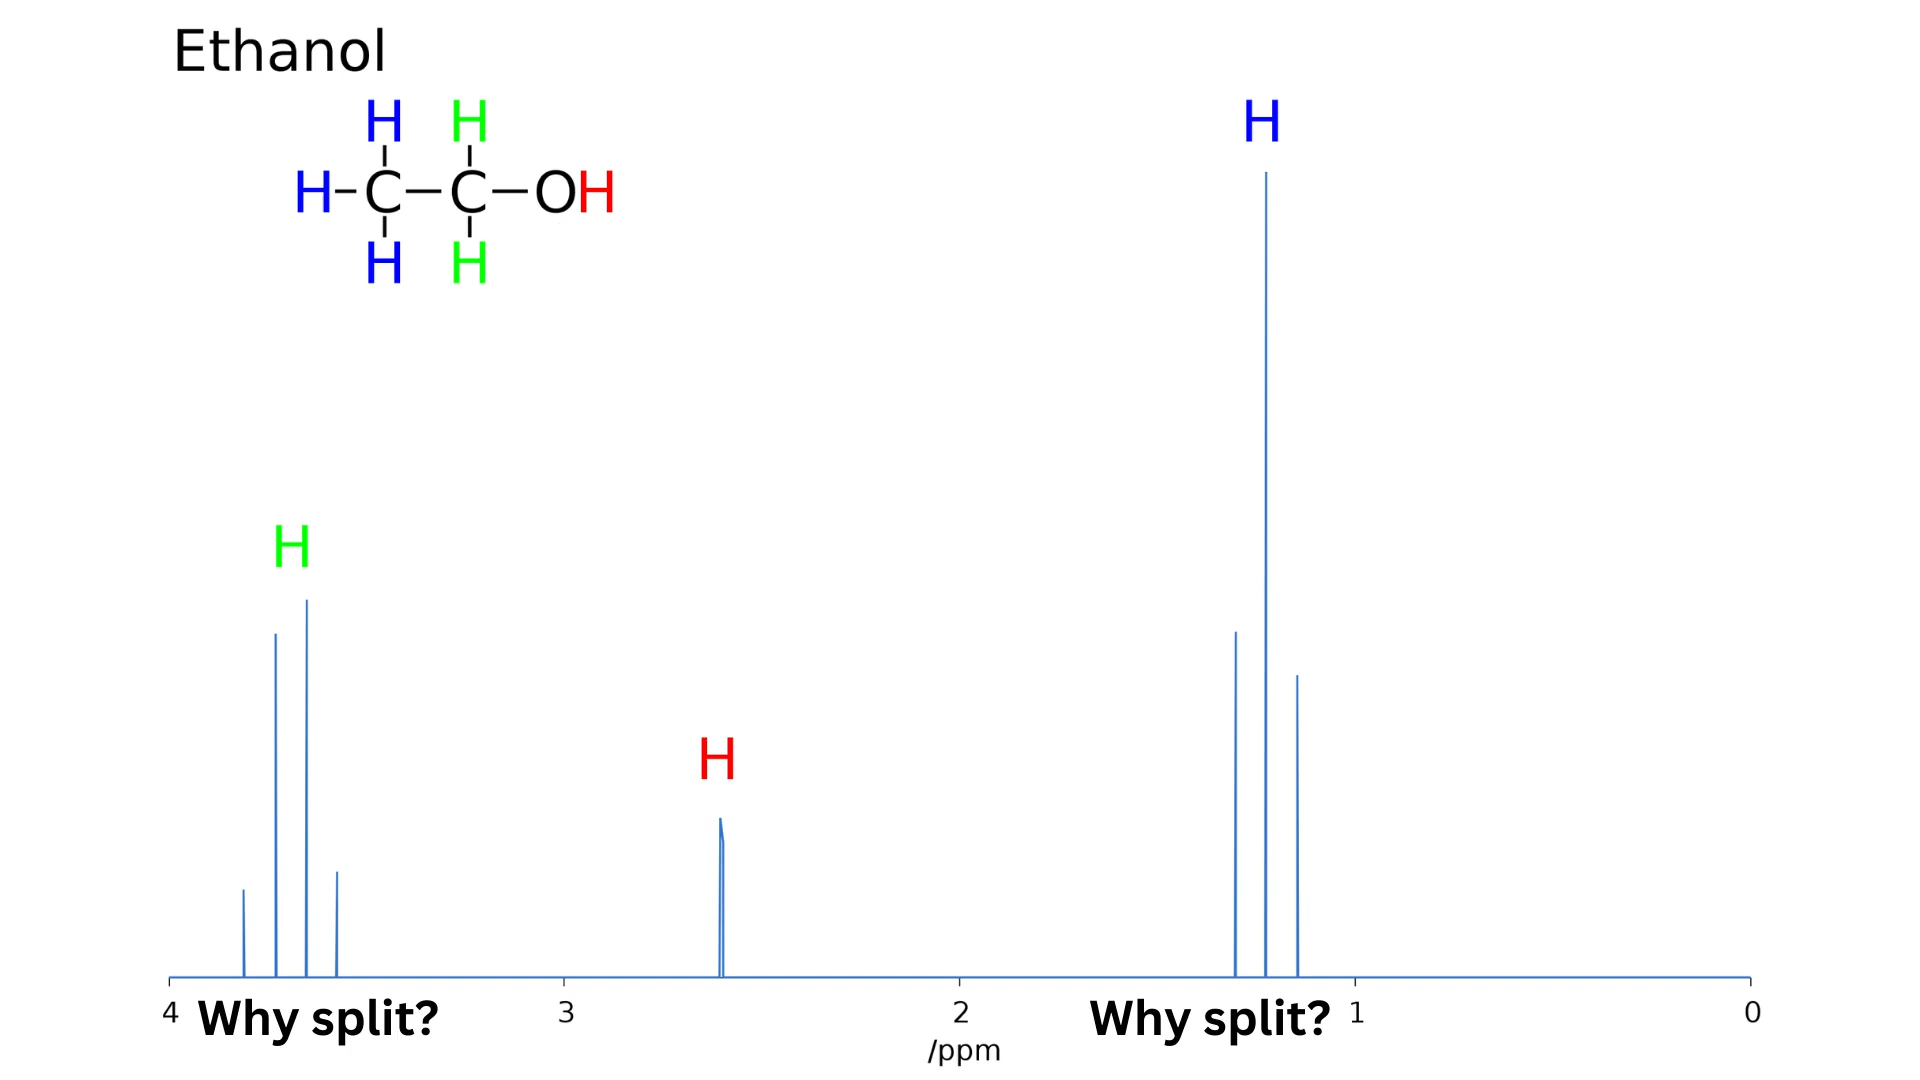 Ethanol
H H H
H C C OH
H H
H
H
4 Why split? 3 2 Why split? 1 0
/ppm